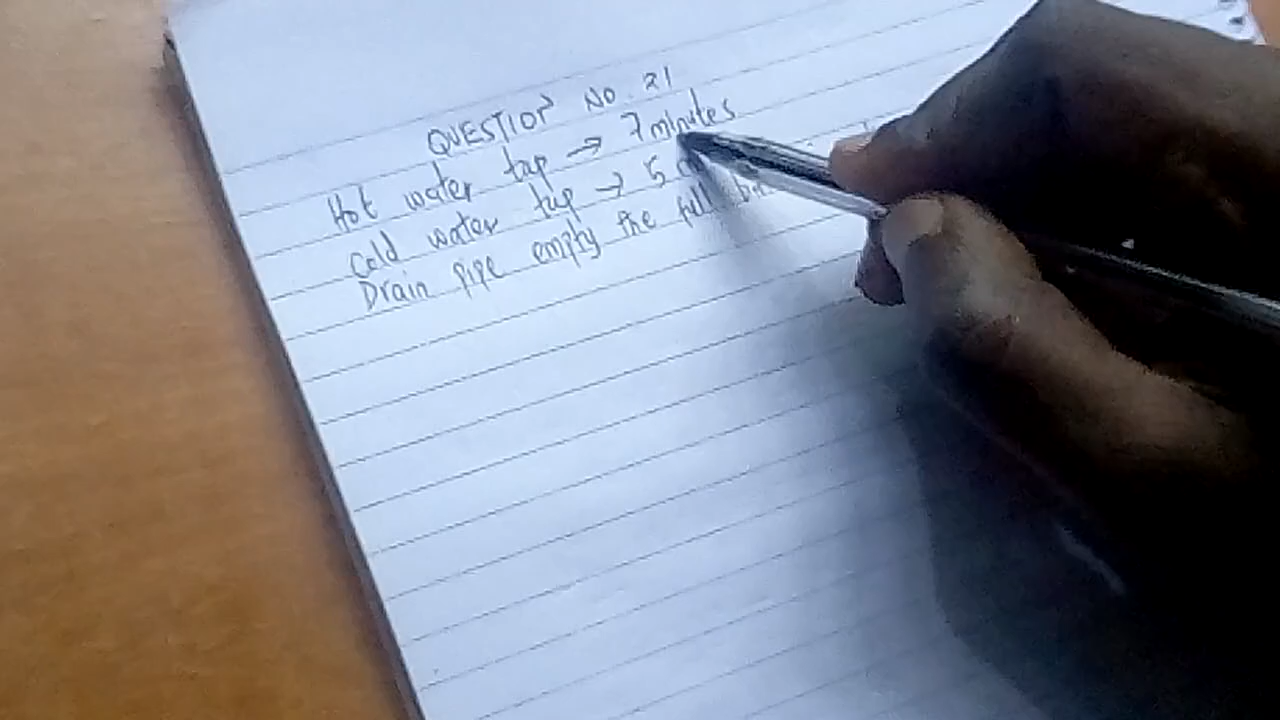 QUESTION NO. 21
Hot water tap → 7 minutes
Cold water tap → 5
Drain pipe empty the full